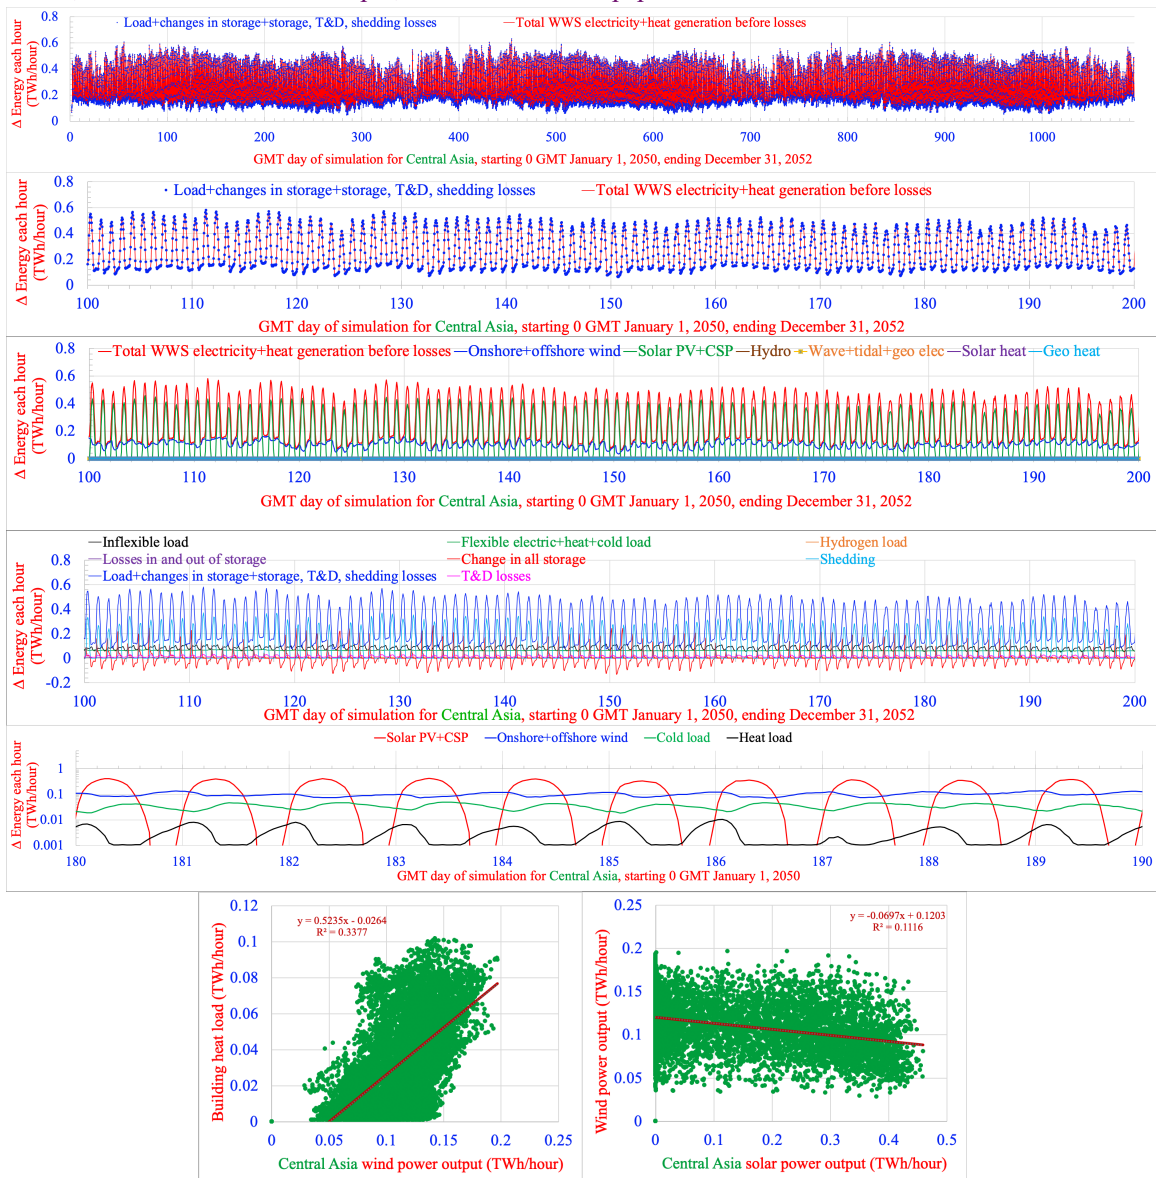 0.8
0.6
0.4
0.2
0
Δ Energy each hour
(TWh/hour)
Load+changes in storage+storage, T&D, shedding losses
Total WWS electricity+heat generation before losses
0 100 200 300 400 500 600 700 800 900 1000
GMT day of simulation for Central Asia, starting 0 GMT January 1, 2050, ending December 31, 2052
0.8
0.6
0.4
0.2
0
Δ Energy each hour
(TWh/hour)
Load+changes in storage+storage, T&D, shedding losses
Total WWS electricity+heat generation before losses
100 110 120 130 140 150 160 170 180 190 200
GMT day of simulation for Central Asia, starting 0 GMT January 1, 2050, ending December 31, 2052
0.8
0.6
0.4
0.2
0
Δ Energy each hour
(TWh/hour)
Total WWS electricity+heat generation before losses
Onshore+offshore wind
Solar PV+CSP
Hydro
Wave+tidal+geo elec
Solar heat
Geo heat
100 110 120 130 140 150 160 170 180 190 200
GMT day of simulation for Central Asia, starting 0 GMT January 1, 2050, ending December 31, 2052
Inflexible load
Flexible electric+heat+cold load
Hydrogen load
Losses in and out of storage
Change in all storage
Shedding
Load+changes in storage+storage, T&D, shedding losses
T&D losses
0.8
0.6
0.4
0.2
0
-0.2
Δ Energy each hour
(TWh/hour)
100 110 120 130 140 150 160 170 180 190 200
GMT day of simulation for Central Asia, starting 0 GMT January 1, 2050, ending December 31, 2052
Solar PV+CSP
Onshore+offshore wind
Cold load
Heat load
1
0.1
0.01
0.001
Δ Energy each hour
(TWh/hour)
180 181 182 183 184 185 186 187 188 189 190
GMT day of simulation for Central Asia, starting 0 GMT January 1, 2050
0.12
0.1
0.08
0.06
0.04
0.02
0
Building heat load (TWh/hour)
y = 0.5235x - 0.0264
R² = 0.3377
0 0.05 0.1 0.15 0.2 0.25
Central Asia wind power output (TWh/hour)
0.25
0.2
0.15
0.1
0.05
0
Wind power output (TWh/hour)
y = -0.0697x + 0.1203
R² = 0.1116
0 0.1 0.2 0.3 0.4 0.5
Central Asia solar power output (TWh/hour)